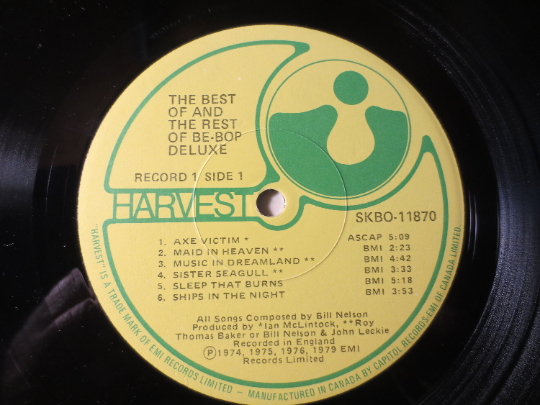 THE BEST
OF AND
THE REST
OF BE-BOP
DELUXE
RECORD 1 SIDE 1
HARVEST
SKBO-11870
1. AXE VICTIM * ASCAP 5:09
2. MAID IN HEAVEN ** BMI 2:23
3. MUSIC IN DREAMLAND ** BMI 4:42
4. SISTER SEAGULL ** BMI 3:33
5. SLEEP THAT BURNS BMI 5:18
6. SHIPS IN THE NIGHT BMI 3:53
All Songs Composed by Bill Nelson
Produced by *Ian McLintock, **Roy
Thomas Baker or Bill Nelson & John Leckie
Recorded in England
Ⓟ 1974, 1975, 1976, 1979 EMI
Records Limited
'HARVEST' IS A TRADE MARK OF EMI RECORDS LIMITED – MANUFACTURED IN CANADA BY CAPITOL RECORDS-EMI OF CANADA LIMITED.